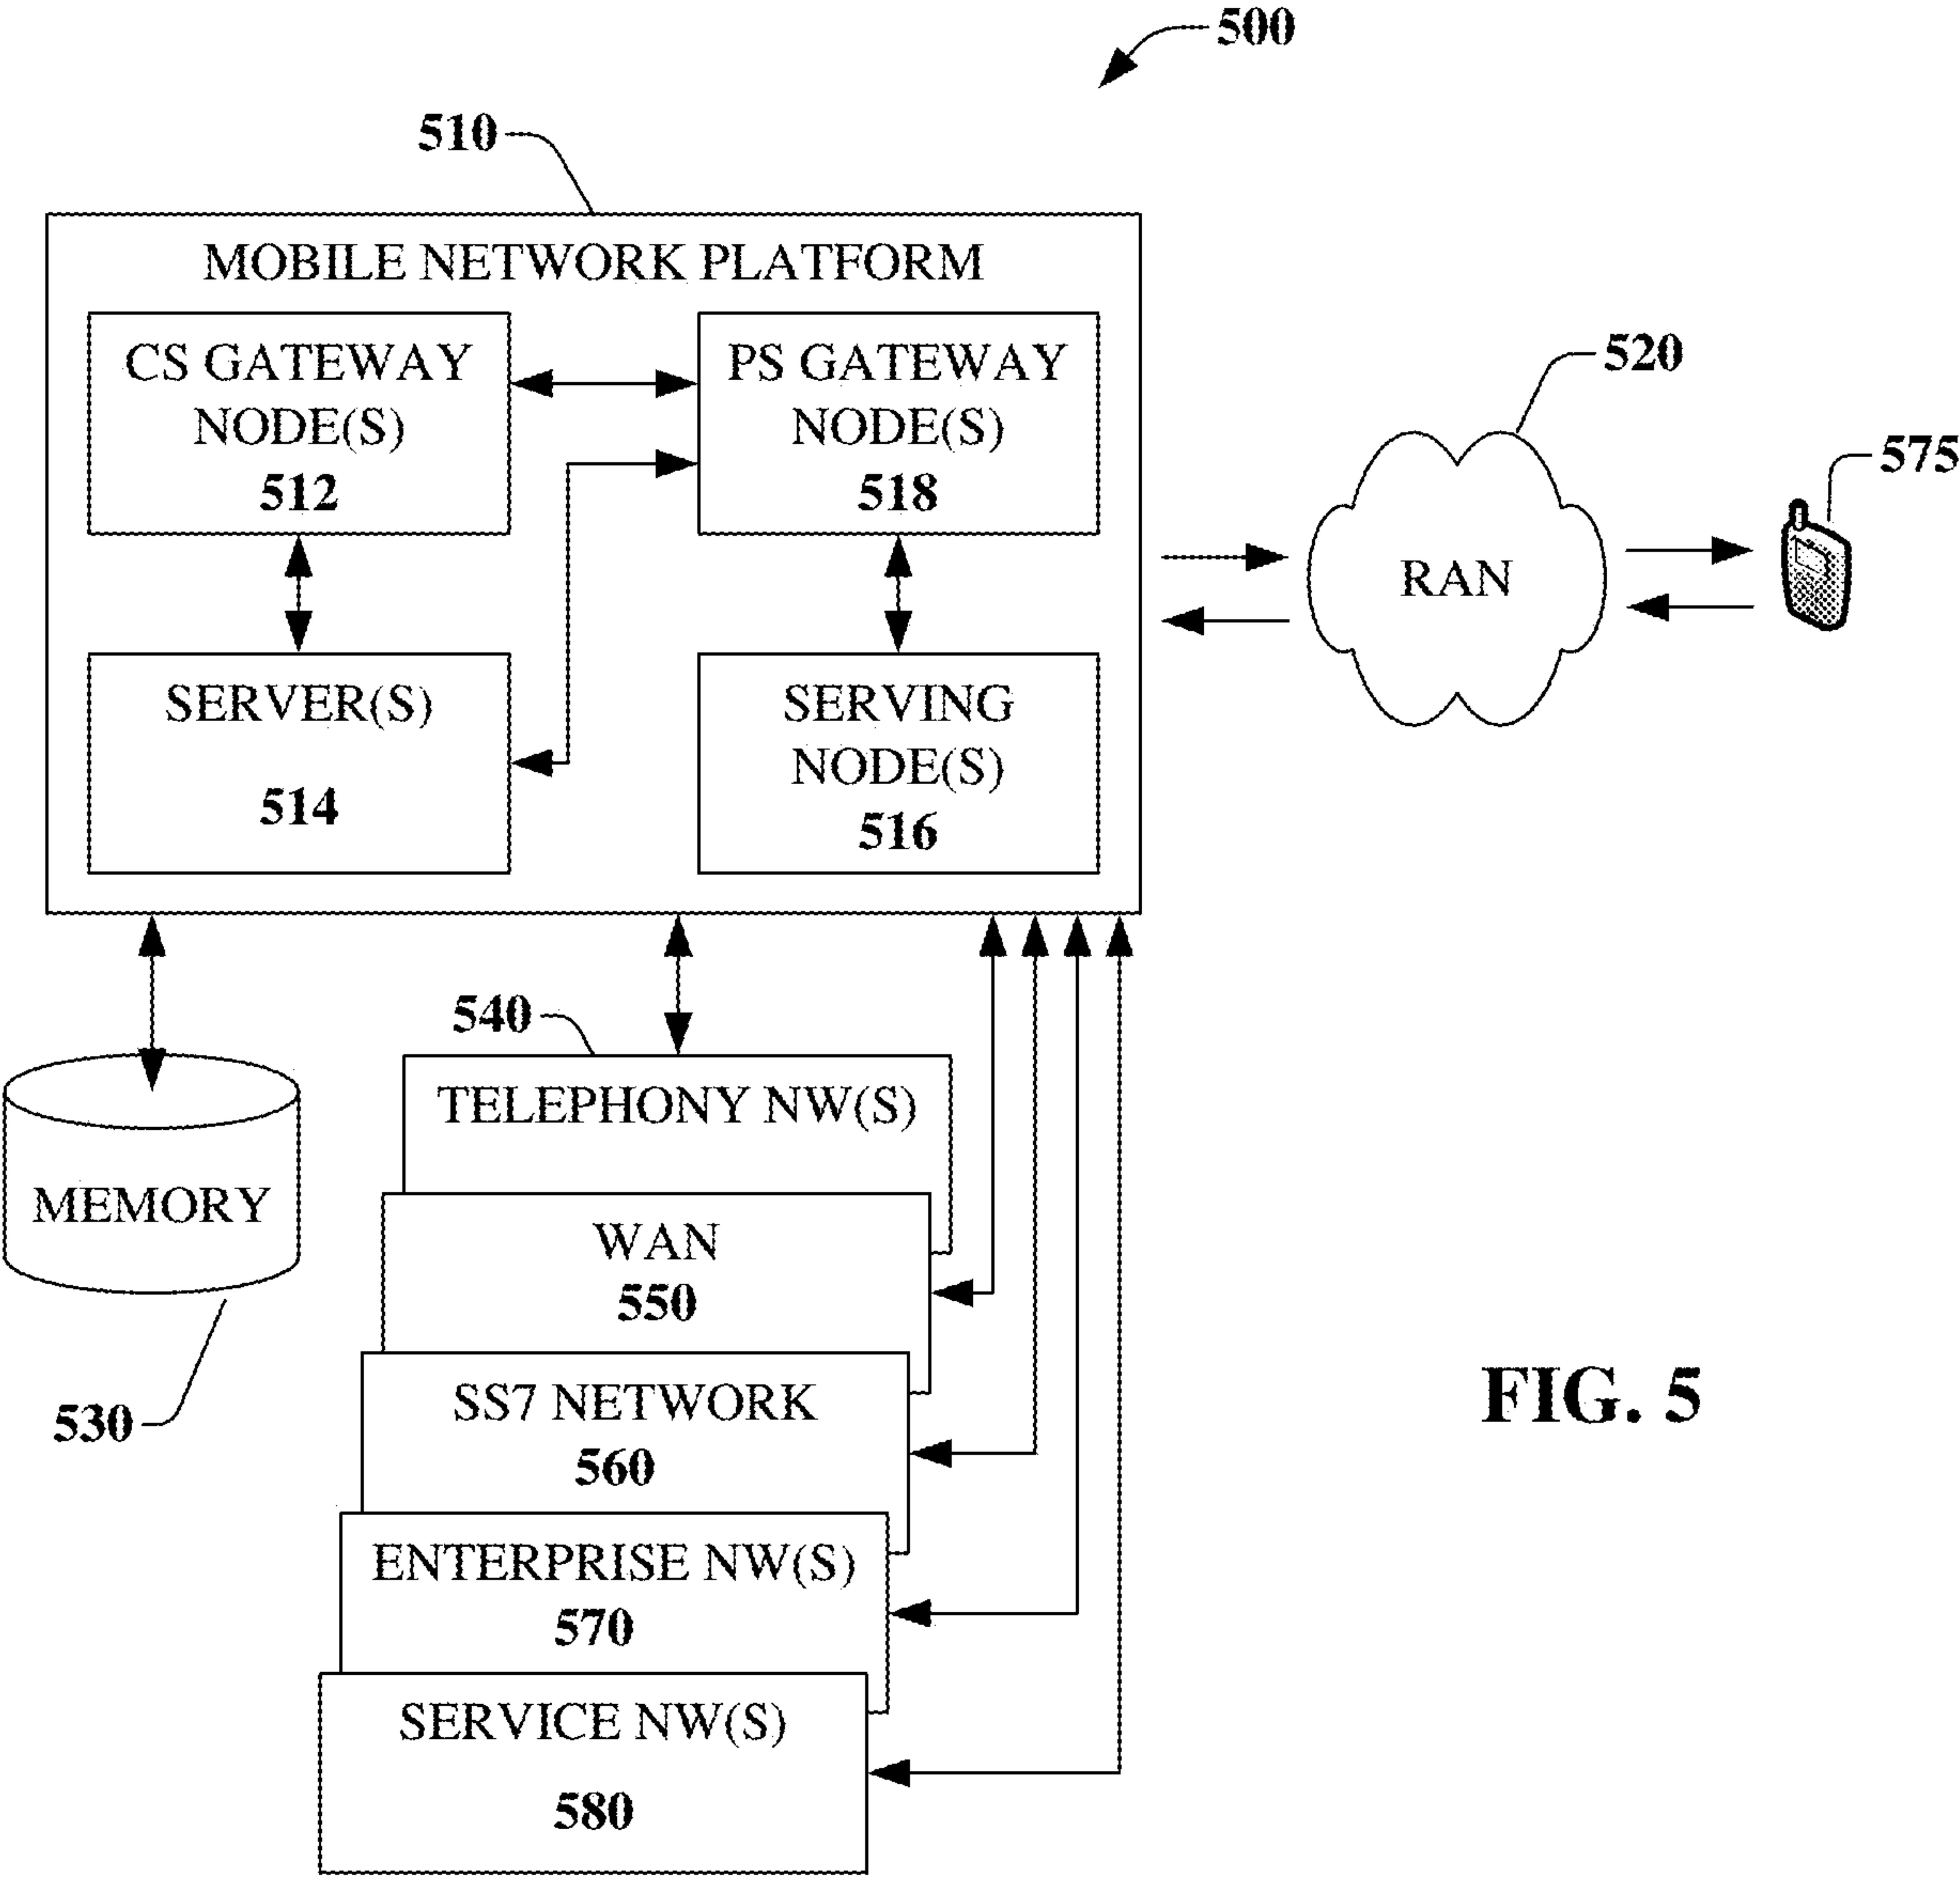 500
510
MOBILE NETWORK PLATFORM
CS GATEWAY
NODE(S)
512
PS GATEWAY
NODE(S)
518
SERVER(S)
514
SERVING
NODE(S)
516
520
RAN
575
540
TELEPHONY NW(S)
MEMORY
530
WAN
550
SS7 NETWORK
560
ENTERPRISE NW(S)
570
SERVICE NW(S)
580
FIG. 5